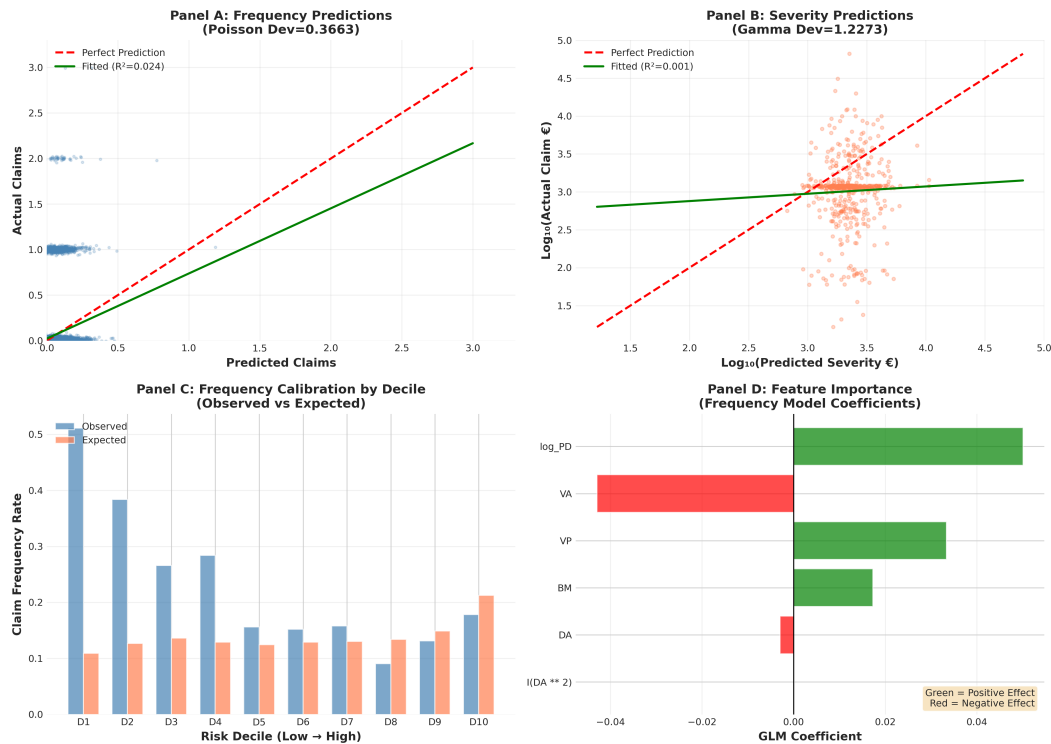 Panel A: Frequency Predictions
(Poisson Dev=0.3663)
Perfect Prediction
Fitted (R²=0.024)
3.0
2.5
2.0
1.5
1.0
0.5
0.0
Actual Claims
0.0 0.5 1.0 1.5 2.0 2.5 3.0
Predicted Claims
Panel B: Severity Predictions
(Gamma Dev=1.2273)
Perfect Prediction
Fitted (R²=0.001)
5.0
4.5
4.0
3.5
3.0
2.5
2.0
1.5
Log₁₀(Actual Claim €)
1.5 2.0 2.5 3.0 3.5 4.0 4.5 5.0
Log₁₀(Predicted Severity €)
Panel C: Frequency Calibration by Decile
(Observed vs Expected)
Observed
Expected
0.5
0.4
0.3
0.2
0.1
0.0
Claim Frequency Rate
D1 D2 D3 D4 D5 D6 D7 D8 D9 D10
Risk Decile (Low → High)
Panel D: Feature Importance
(Frequency Model Coefficients)
log_PD
VA
VP
BM
DA
I(DA ** 2)
Green = Positive Effect
Red = Negative Effect
−0.04 −0.02 0.00 0.02 0.04
GLM Coefficient